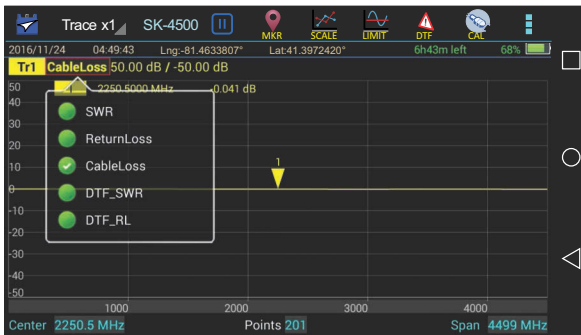 Trace x1 SK-4500 MKR SCALE LIMIT DTF CAL
2016/11/24 04:49:43 Lng:-81.4633807° Lat:41.3972420° 6h43m left 68%
Tr1 CableLoss 50.00 dB / -50.00 dB
50 1 2250.5000 MHz -0.041 dB
40
SWR
30
ReturnLoss
20
CableLoss
10 1
DTF_SWR
0
DTF_RL
-10
-20
-30
-40
-50
1000 2000 3000 4000
Center 2250.5 MHz Points 201 Span 4499 MHz